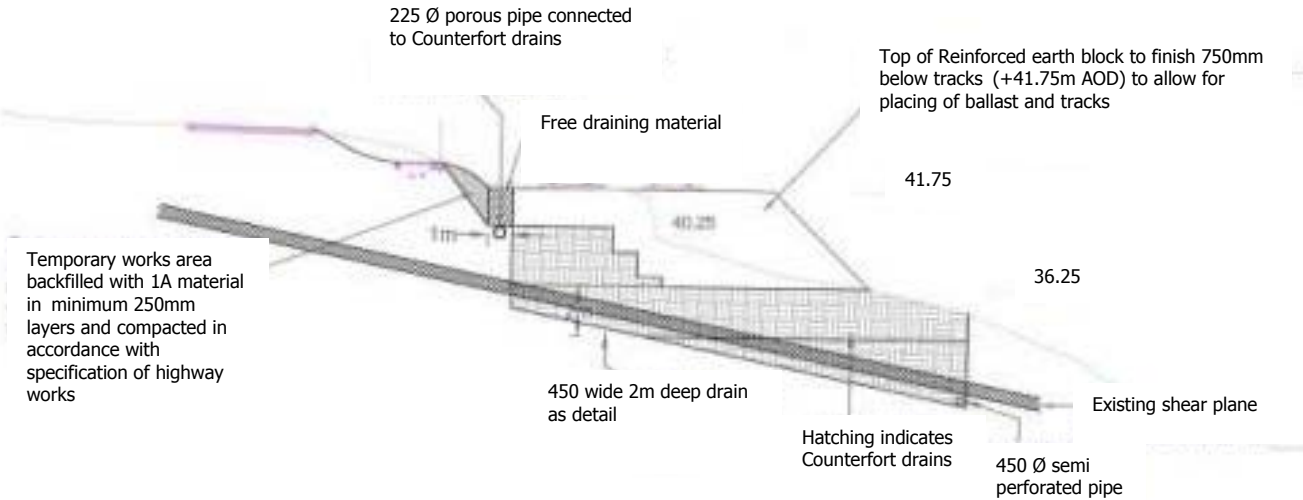 225 Ø porous pipe connected
to Counterfort drains
Top of Reinforced earth block to finish 750mm
below tracks (+41.75m AOD) to allow for
placing of ballast and tracks
Free draining material
41.75
40.25
1m
Temporary works area
backfilled with 1A material
in minimum 250mm
layers and compacted in
accordance with
specification of highway
works
36.25
450 wide 2m deep drain
as detail
Existing shear plane
Hatching indicates
Counterfort drains
450 Ø semi
perforated pipe